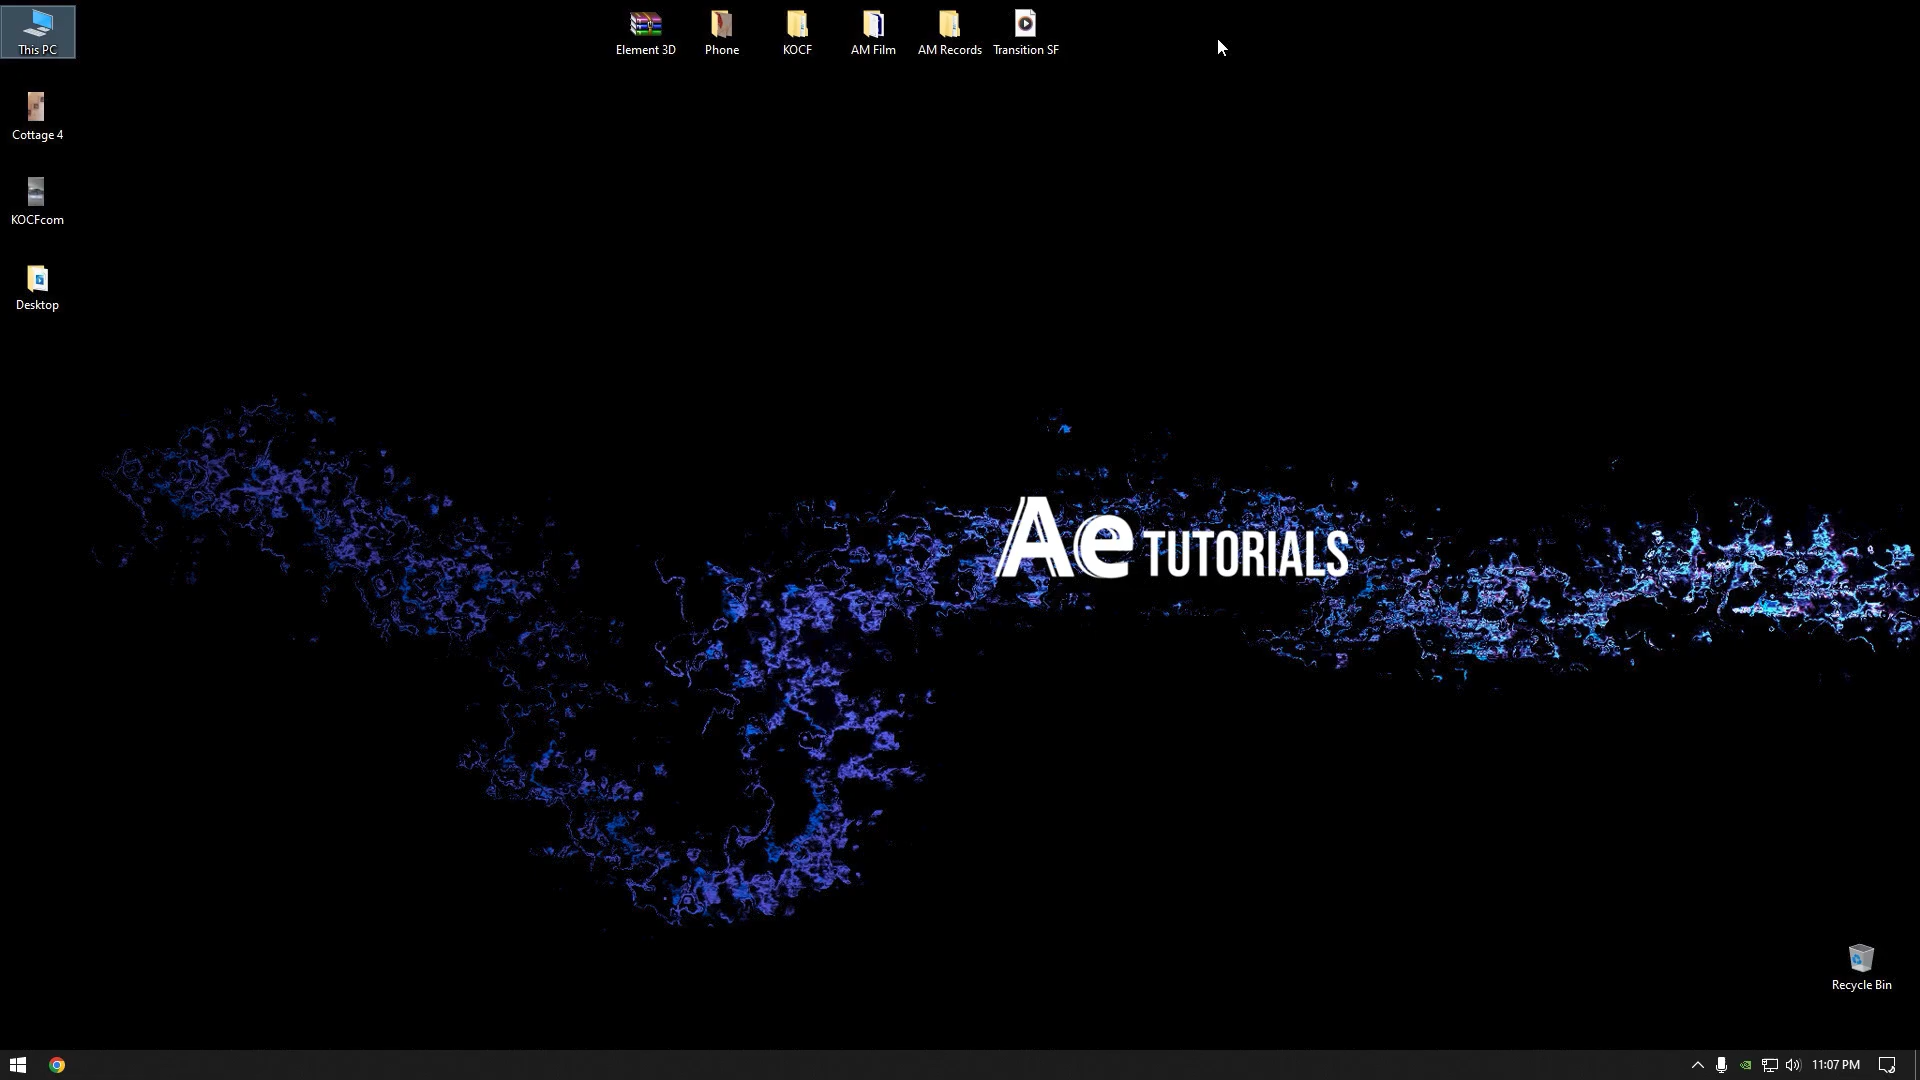 This PC
Element 3D
Phone
KOCF
AM Film
AM Records
Transition SF
Cottage 4
KOCFcom
Desktop
Ae TUTORIALS
Recycle Bin
11:07 PM